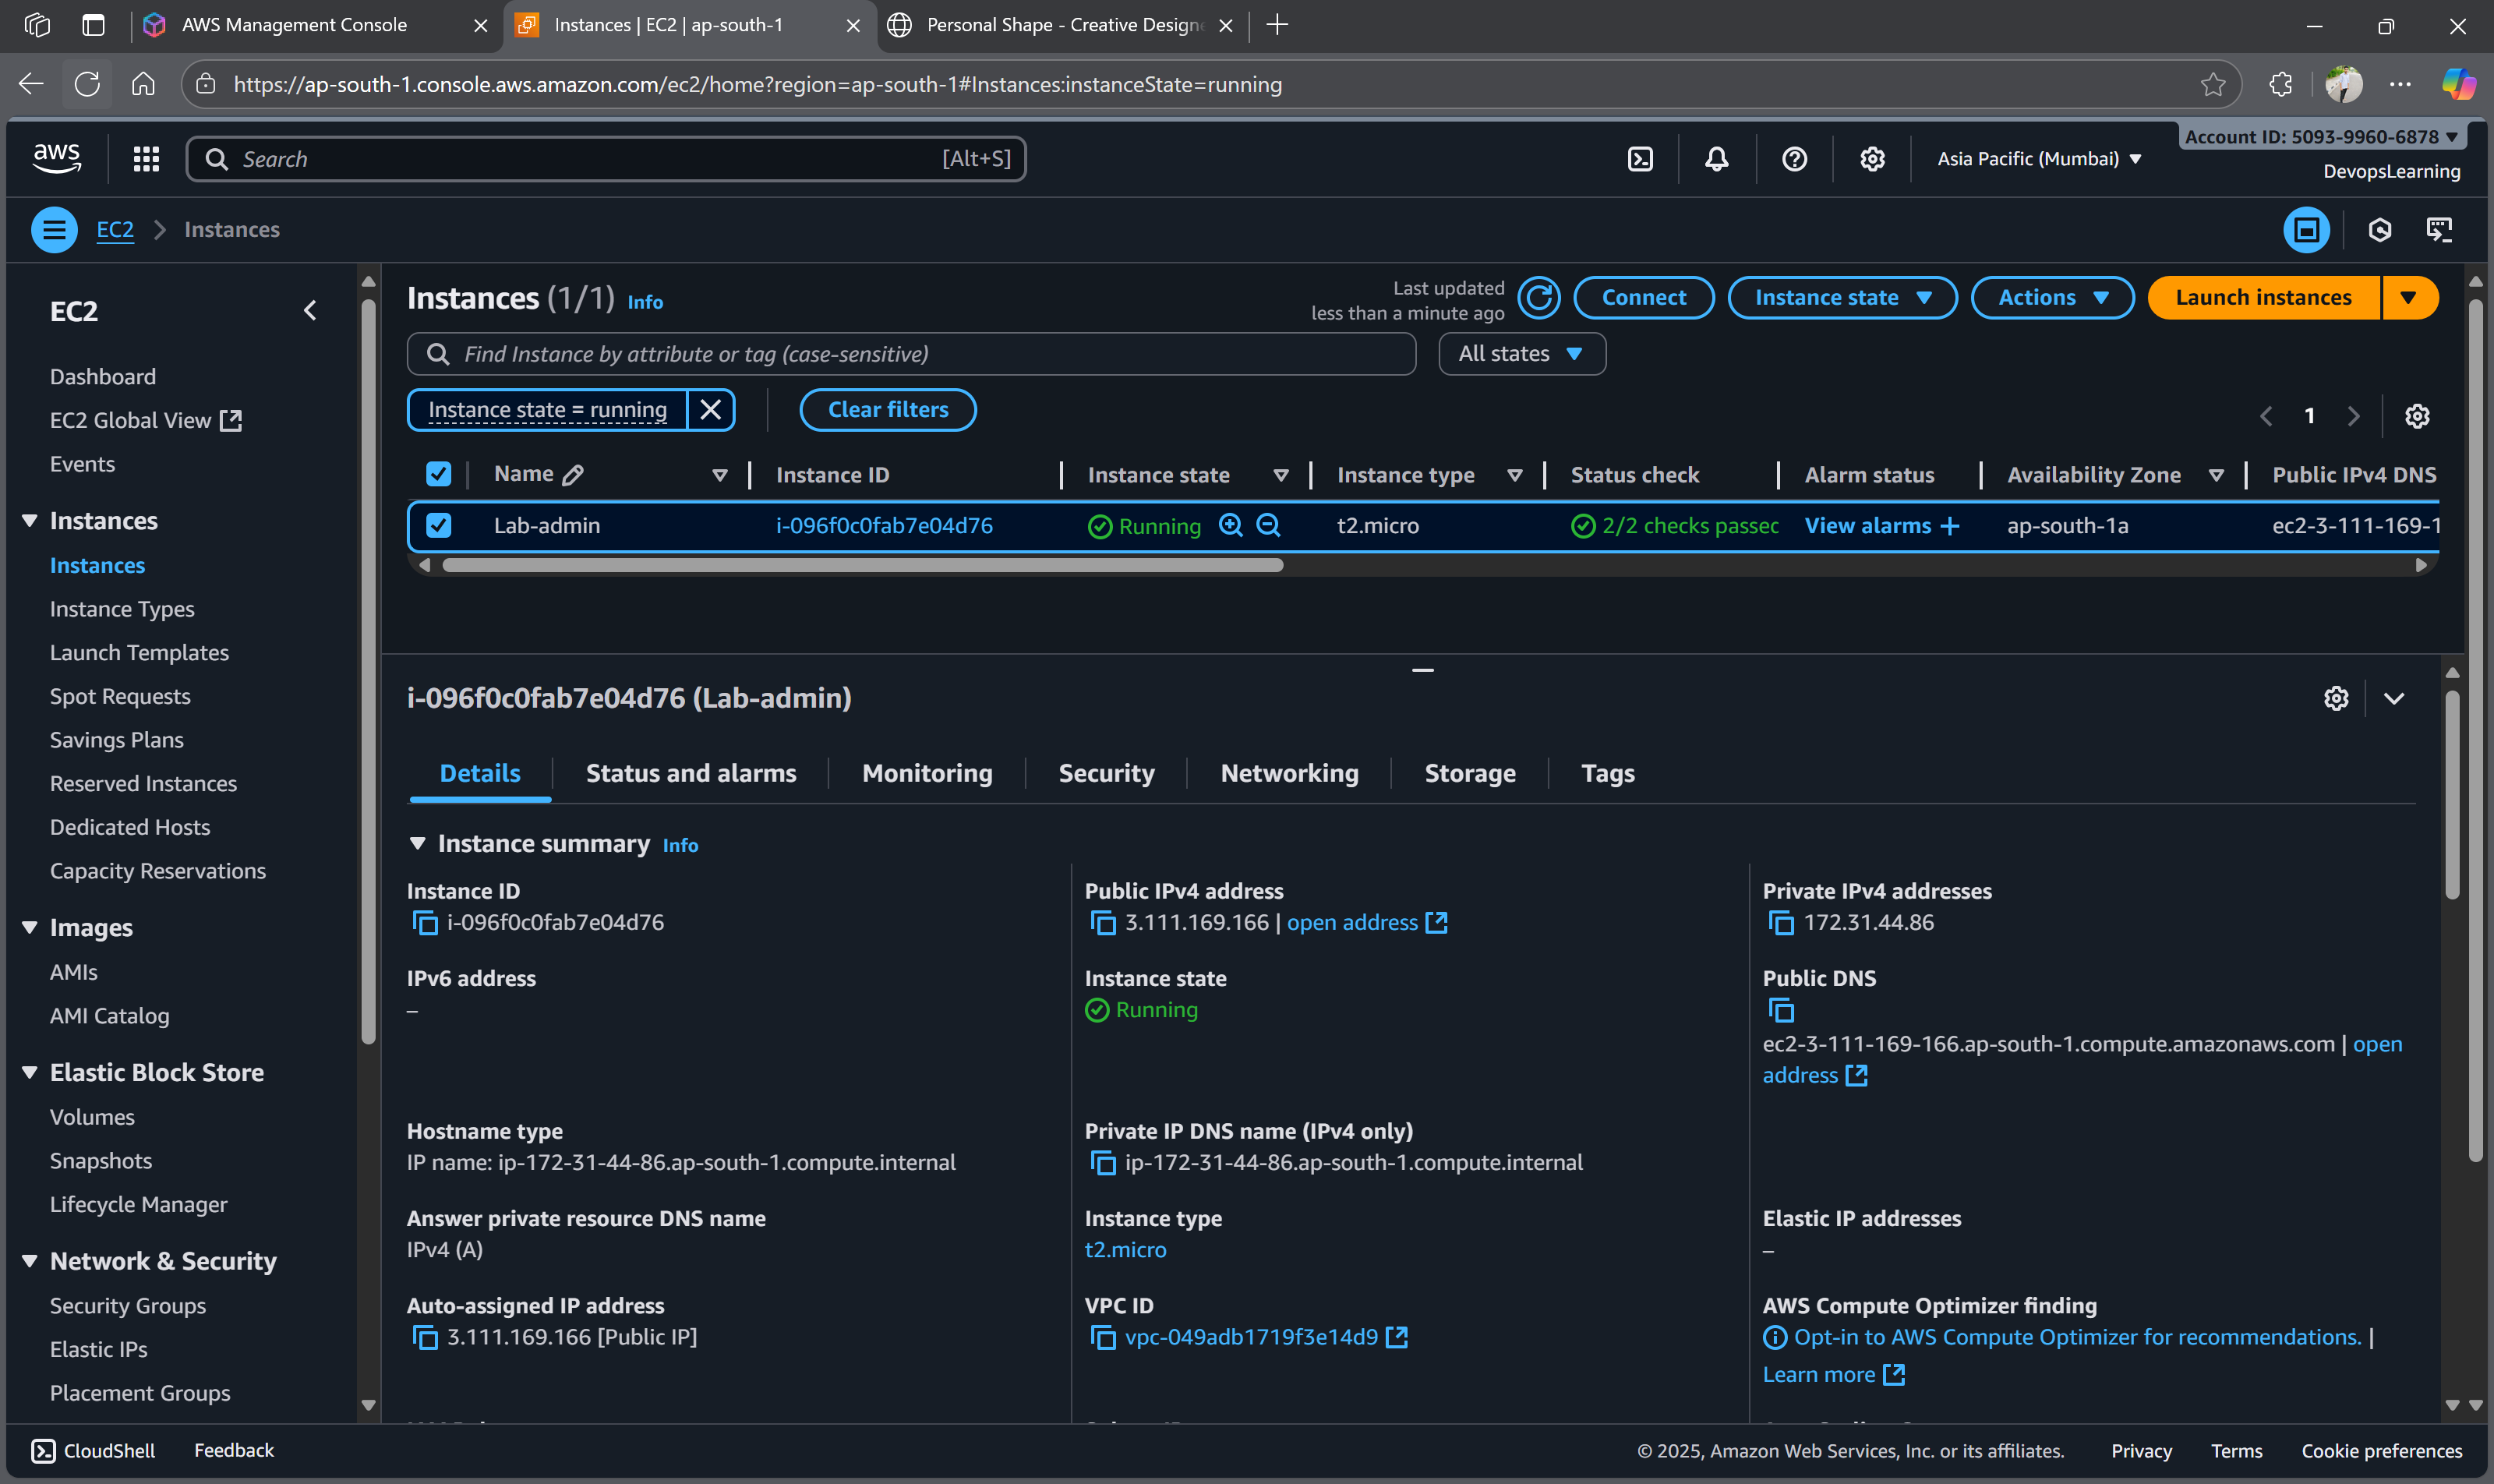 AWS Management Console
Instances | EC2 | ap-south-1
Personal Shape - Creative Designe
https://ap-south-1.console.aws.amazon.com/ec2/home?region=ap-south-1#Instances:instanceState=running
aws
Search
[Alt+S]
Asia Pacific (Mumbai)
Account ID: 5093-9960-6878
DevopsLearning
EC2 > Instances
EC2
Dashboard
EC2 Global View
Events
Instances
Instances
Instance Types
Launch Templates
Spot Requests
Savings Plans
Reserved Instances
Dedicated Hosts
Capacity Reservations
Images
AMIs
AMI Catalog
Elastic Block Store
Volumes
Snapshots
Lifecycle Manager
Network & Security
Security Groups
Elastic IPs
Placement Groups
Instances (1/1) Info
Last updated
less than a minute ago
Connect
Instance state
Actions
Launch instances
Find Instance by attribute or tag (case-sensitive)
All states
Instance state = running
Clear filters
1
Name Instance ID Instance state Instance type Status check Alarm status Availability Zone Public IPv4 DNS
Lab-admin i-096f0c0fab7e04d76 Running t2.micro 2/2 checks passec View alarms + ap-south-1a ec2-3-111-169-1
i-096f0c0fab7e04d76 (Lab-admin)
Details Status and alarms Monitoring Security Networking Storage Tags
Instance summary Info
Instance ID
i-096f0c0fab7e04d76
Public IPv4 address
3.111.169.166 | open address
Private IPv4 addresses
172.31.44.86
IPv6 address
–
Instance state
Running
Public DNS
ec2-3-111-169-166.ap-south-1.compute.amazonaws.com | open
address
Hostname type
IP name: ip-172-31-44-86.ap-south-1.compute.internal
Private IP DNS name (IPv4 only)
ip-172-31-44-86.ap-south-1.compute.internal
Answer private resource DNS name
IPv4 (A)
Instance type
t2.micro
Elastic IP addresses
–
Auto-assigned IP address
3.111.169.166 [Public IP]
VPC ID
vpc-049adb1719f3e14d9
AWS Compute Optimizer finding
Opt-in to AWS Compute Optimizer for recommendations. |
Learn more
CloudShell
Feedback
© 2025, Amazon Web Services, Inc. or its affiliates.
Privacy
Terms
Cookie preferences